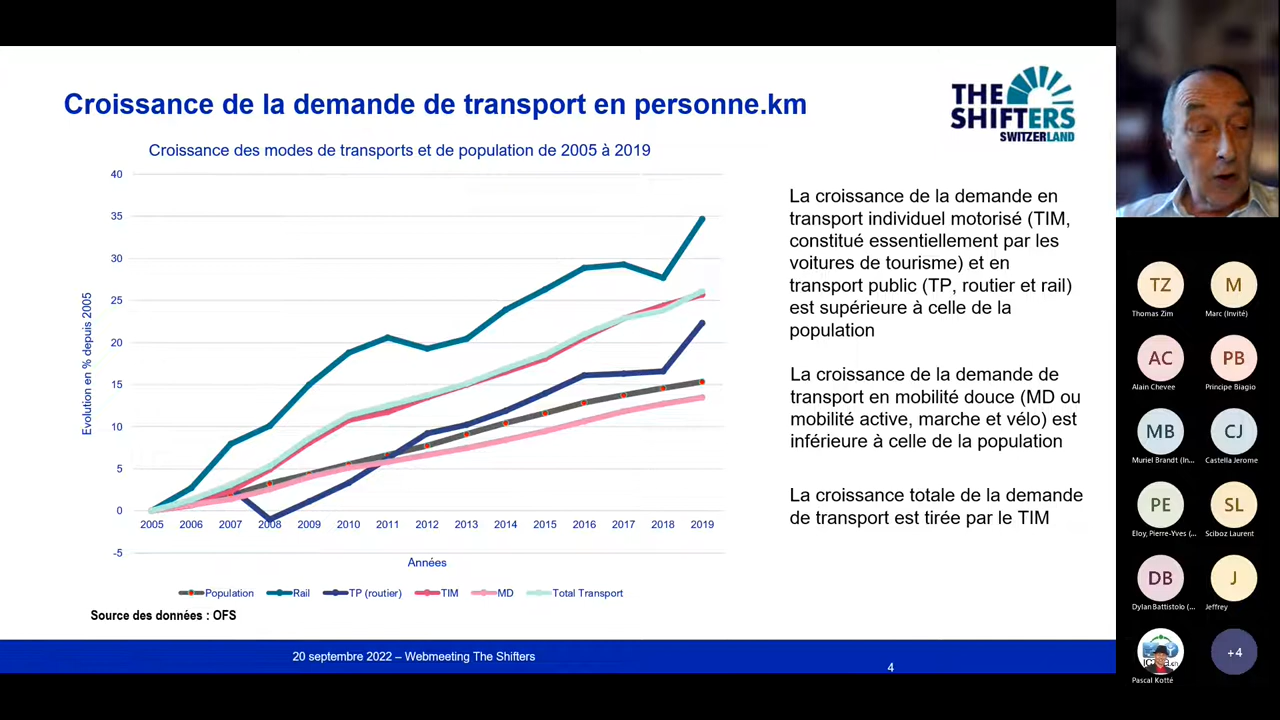 Croissance de la demande de transport en personne.km
THE
SHIFTERS
SWITZERLAND
Croissance des modes de transports et de population de 2005 à 2019
40
35
30
25
20
15
10
5
0
-5
Evolution en % depuis 2005
2005 2006 2007 2008 2009 2010 2011 2012 2013 2014 2015 2016 2017 2018 2019
Années
Population Rail TP (routier) TIM MD Total Transport
Source des données : OFS
La croissance de la demande en
transport individuel motorisé (TIM,
constitué essentiellement par les
voitures de tourisme) et en
transport public (TP, routier et rail)
est supérieure à celle de la
population
La croissance de la demande de
transport en mobilité douce (MD ou
mobilité active, marche et vélo) est
inférieure à celle de la population
La croissance totale de la demande
de transport est tirée par le TIM
20 septembre 2022 – Webmeeting The Shifters
4
TZ
Thomas Zim
M
Marc (Invité)
AC
Alain Chevee
PB
Principe Biagio
MB
Muriel Brandt (In...
CJ
Castella Jerome
PE
Eloy, Pierre-Yves (...
SL
Sciboz Laurent
DB
Dylan Battistolo (...
J
Jeffrey
Pascal Kotté
+4